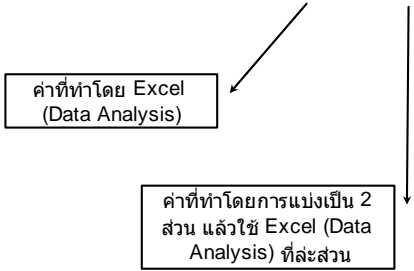 ค่าที่ทำโดย Excel
(Data Analysis)
ค่าที่ทำโดยการแบ่งเป็น 2
ส่วน แล้วใช้ Excel (Data
Analysis) ที่ล่ะส่วน